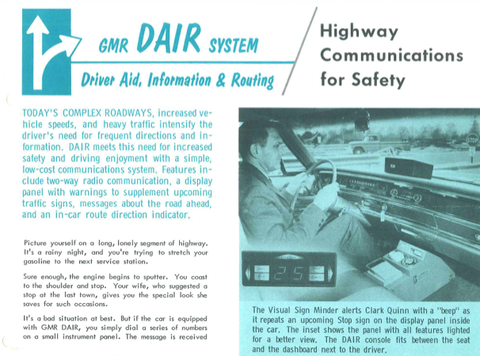 GMR DAIR SYSTEM
Driver Aid, Information & Routing
Highway
Communications
for Safety
TODAY'S COMPLEX ROADWAYS, increased ve-
hicle speeds, and heavy traffic intensify the
driver's need for frequent directions and in-
formation. DAIR meets this need for increased
safety and driving enjoyment with a simple,
low-cost communications system. Features in-
clude two-way radio communication, a display
panel with warnings to supplement upcoming
traffic signs, messages about the road ahead,
and an in-car route direction indicator.
Picture yourself on a long, lonely segment of highway.
It's a rainy night, and you're trying to stretch your
gasoline to the next service station.
Sure enough, the engine begins to sputter. You coast
to the shoulder and stop. Your wife, who suggested a
stop at the last town, gives you the special look she
saves for such occasions.
It's a bad situation at best. But if the car is equipped
with GMR DAIR, you simply dial a series of numbers
on a small instrument panel. The message is received
25
The Visual Sign Minder alerts Clark Quinn with a "beep" as
it repeats an upcoming Stop sign on the display panel inside
the car. The inset shows the panel with all features lighted
for a better view. The DAIR console fits between the seat
and the dashboard next to the driver.